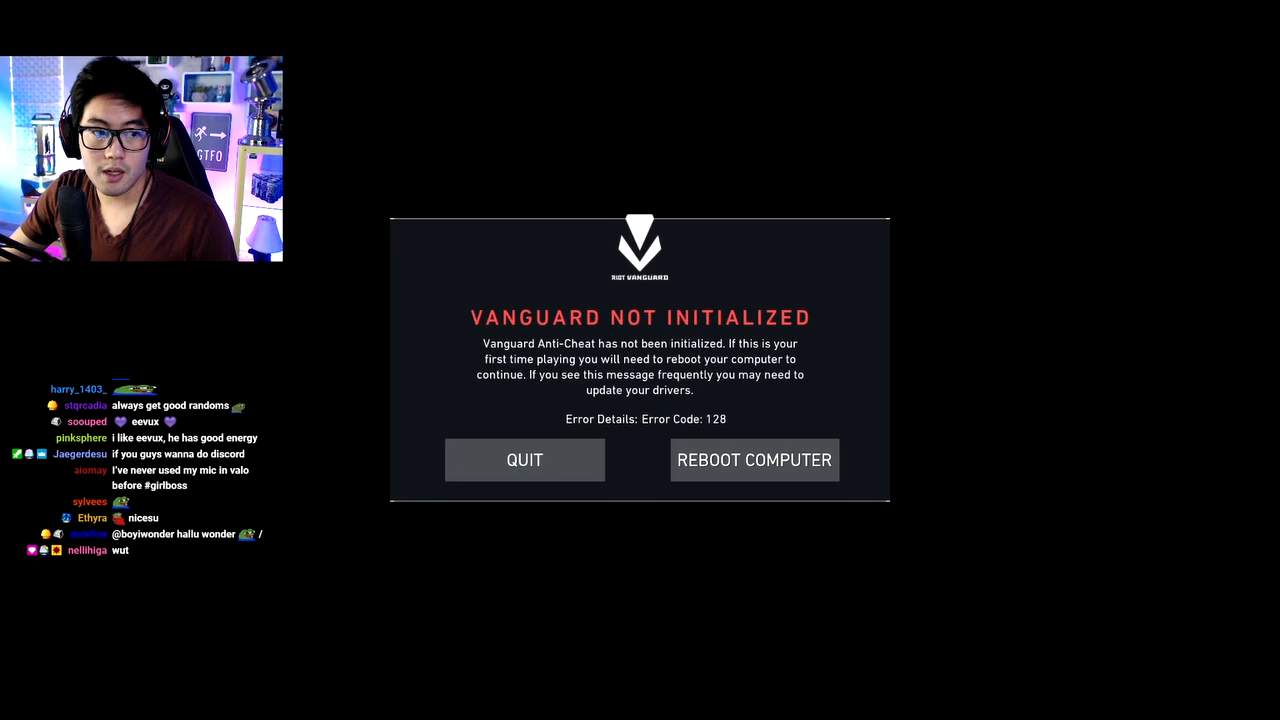 GTFO
RIOT VANGUARD
VANGUARD NOT INITIALIZED
Vanguard Anti-Cheat has not been initialized. If this is your
first time playing you will need to reboot your computer to
continue. If you see this message frequently you may need to
update your drivers.
Error Details: Error Code: 128
QUIT
REBOOT COMPUTER
harry_1403_
stqrcadia always get good randoms
soouped eevux
pinksphere i like eevux, he has good energy
Jaegerdesu if you guys wanna do discord
aiomay I've never used my mic in valo
before #girlboss
sylvees
Ethyra nicesu
@boyiwonder hallu wonder /
nellihiga wut